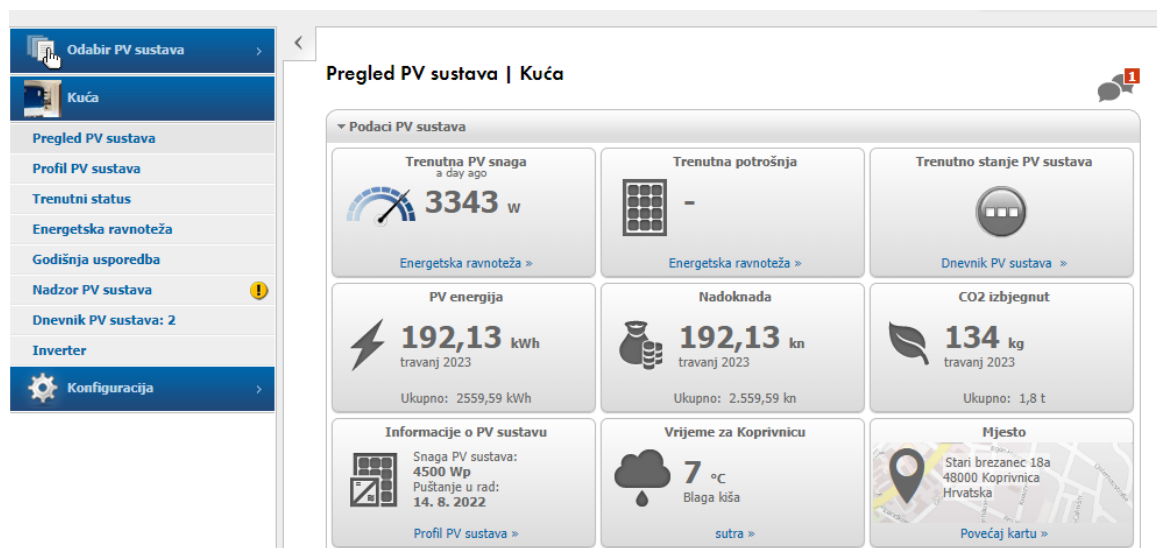 Odabir PV sustava
Kuća
Pregled PV sustava
Profil PV sustava
Trenutni status
Energetska ravnoteža
Godišnja usporedba
Nadzor PV sustava
Dnevnik PV sustava: 2
Inverter
Konfiguracija
Pregled PV sustava | Kuća
1
Podaci PV sustava
Trenutna PV snaga
a day ago
3343 w
Energetska ravnoteža »
Trenutna potrošnja
-
Energetska ravnoteža »
Trenutno stanje PV sustava
Dnevnik PV sustava »
PV energija
192,13 kWh
travanj 2023
Ukupno: 2559,59 kWh
Nadoknada
192,13 kn
travanj 2023
Ukupno: 2.559,59 kn
CO2 izbjegnut
134 kg
travanj 2023
Ukupno: 1,8 t
Informacije o PV sustavu
Snaga PV sustava:
4500 Wp
Puštanje u rad:
14. 8. 2022
Profil PV sustava »
Vrijeme za Koprivnicu
7 °C
Blaga kiša
sutra »
Mjesto
Stari brezanec 18a
48000 Koprivnica
Hrvatska
Povećaj kartu »